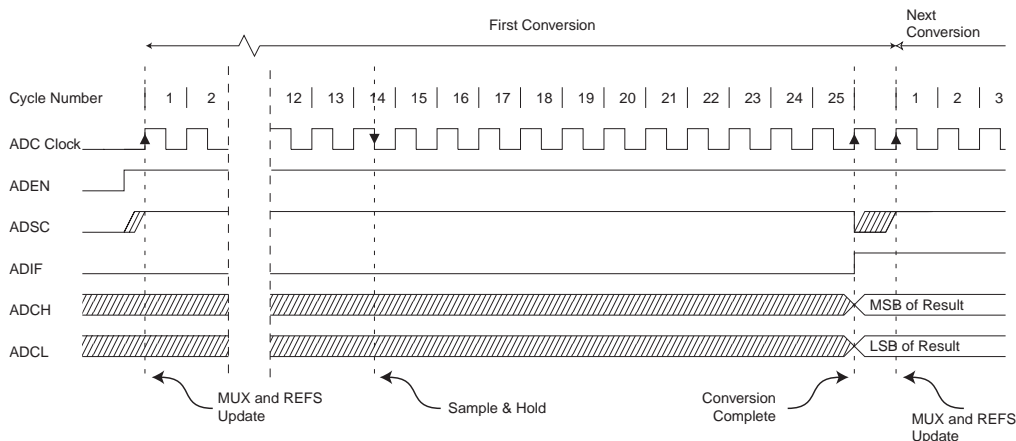 First Conversion
Next
Conversion
Cycle Number 1 2 12 13 14 15 16 17 18 19 20 21 22 23 24 25 1 2 3
ADC Clock
ADEN
ADSC
ADIF
ADCH MSB of Result
ADCL LSB of Result
MUX and REFS
Update
Sample & Hold
Conversion
Complete
MUX and REFS
Update